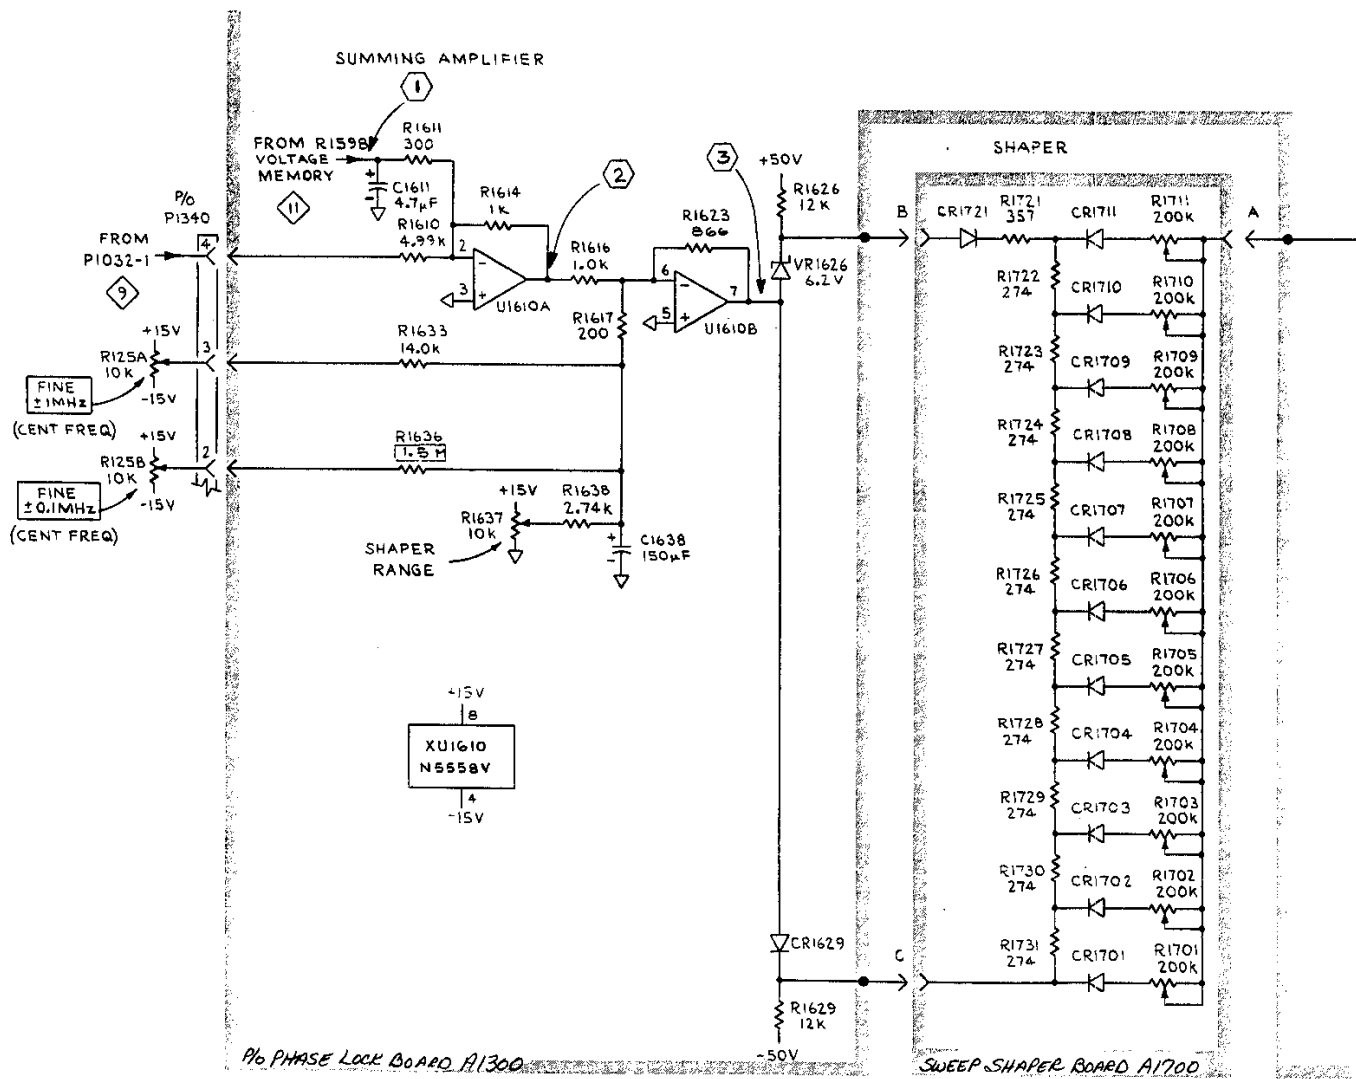 SUMMING AMPLIFIER
1
FROM R1598
VOLTAGE
MEMORY
11
R1611
300
+
-
C1611
4.7µF
P/O
P1340
4
FROM
P1032-1
9
R1610
4.99K
R1614
1K
2
-
3
+
U1610A
2
R1616
1.0K
R1617
200
R1623
866
6
-
5
+
7
U1610B
3
+50V
R1626
12K
VR1626
6.2V
+15V
R125A
10K
-15V
3
FINE
±1MHz
(CENT FREQ)
R1633
14.0K
+15V
R125B
10K
-15V
2
FINE
±0.1MHz
(CENT FREQ)
R1636
1.5M
+15V
R1637
10K
SHAPER
RANGE
R1638
2.74K
+
-
C1638
150µF
+15V
8
XU1610
N5558V
4
-15V
CR1629
R1629
12K
-50V
P/O PHASE LOCK BOARD A1300
SHAPER
B
A
C
CR1721
R1721
357
CR1711
R1711
200K
R1722
274
CR1710
R1710
200K
R1723
274
CR1709
R1709
200K
R1724
274
CR1708
R1708
200K
R1725
274
CR1707
R1707
200K
R1726
274
CR1706
R1706
200K
R1727
274
CR1705
R1705
200K
R1728
274
CR1704
R1704
200K
R1729
274
CR1703
R1703
200K
R1730
274
CR1702
R1702
200K
R1731
274
CR1701
R1701
200K
SWEEP SHAPER BOARD A1700